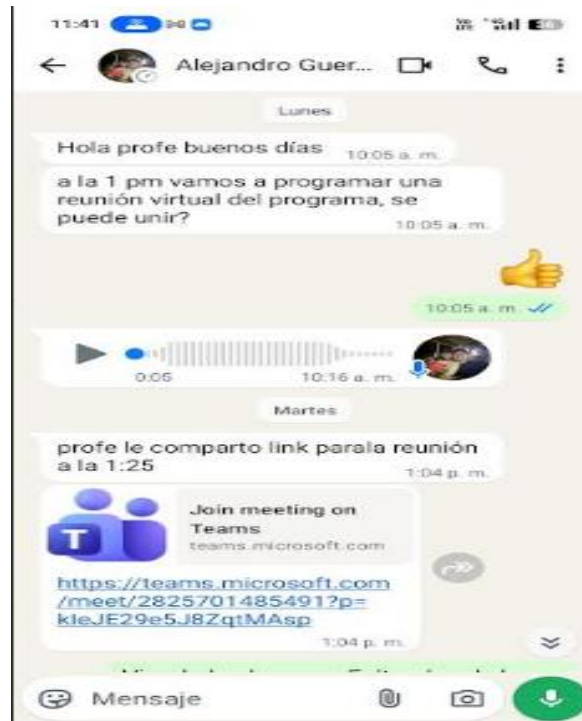 11:41
Alejandro Guer...
Lunes
Hola profe buenos días 10:05 a. m.
a la 1 pm vamos a programar una
reunión virtual del programa, se
puede unir?
10:05 a. m.
10:05 a. m.
0:05 10:16 a. m.
Martes
profe le comparto link parala reunión
a la 1:25
1:04 p. m.
Join meeting on
Teams
teams.microsoft.com
T
https://teams.microsoft.com
/meet/2825701485491?p=
kleJE29e5J8ZqtMAsp
1:04 p. m.
Mensaje